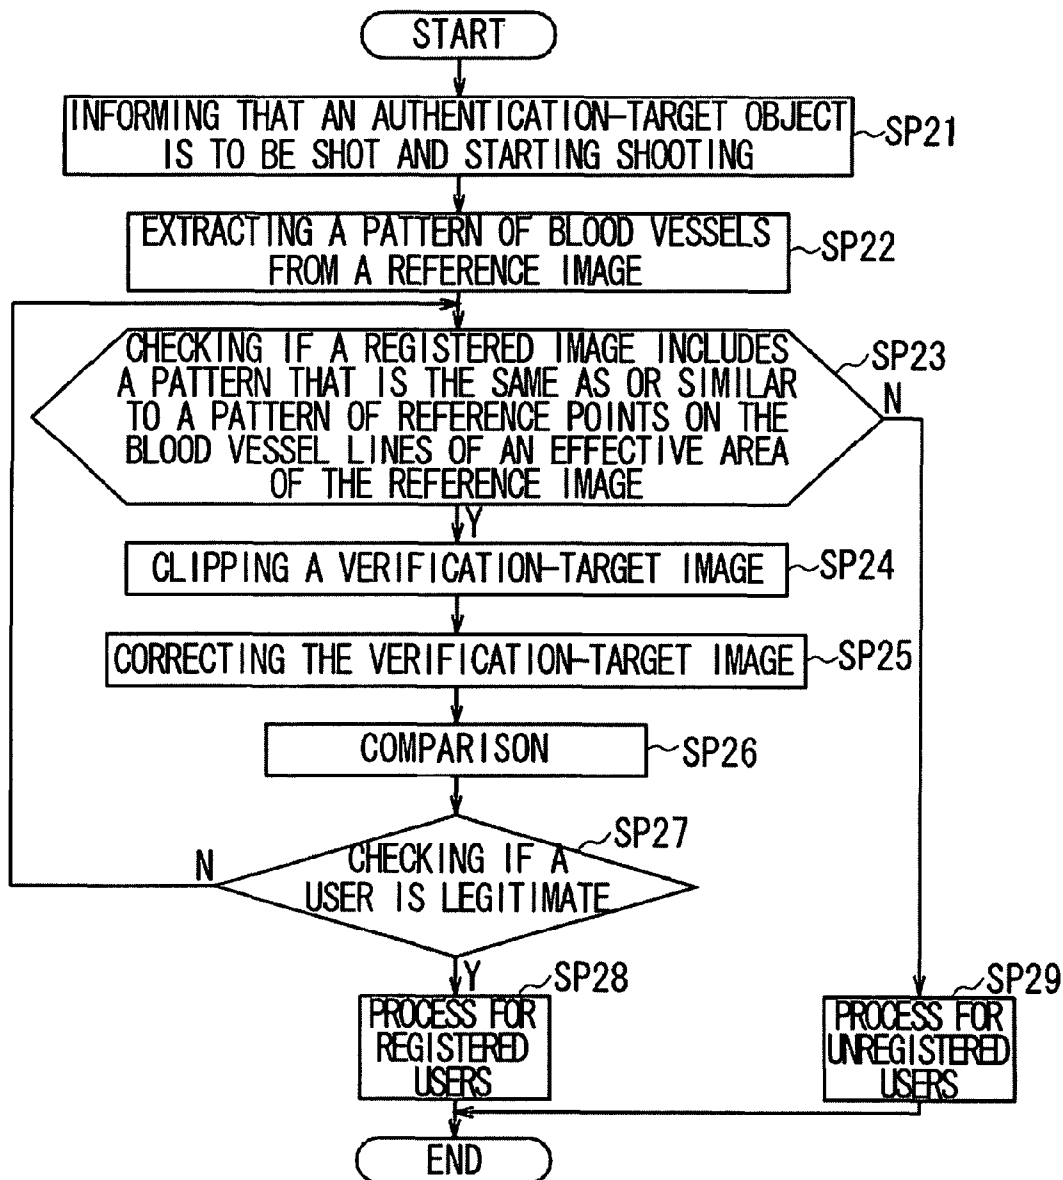 START
INFORMING THAT AN AUTHENTICATION-TARGET OBJECT
IS TO BE SHOT AND STARTING SHOOTING
SP21
EXTRACTING A PATTERN OF BLOOD VESSELS
FROM A REFERENCE IMAGE
SP22
CHECKING IF A REGISTERED IMAGE INCLUDES
A PATTERN THAT IS THE SAME AS OR SIMILAR
TO A PATTERN OF REFERENCE POINTS ON THE
BLOOD VESSEL LINES OF AN EFFECTIVE AREA
OF THE REFERENCE IMAGE
SP23
N
Y
CLIPPING A VERIFICATION-TARGET IMAGE
SP24
CORRECTING THE VERIFICATION-TARGET IMAGE
SP25
COMPARISON
SP26
CHECKING IF A
USER IS LEGITIMATE
SP27
N
Y
PROCESS FOR
REGISTERED
USERS
SP28
PROCESS FOR
UNREGISTERED
USERS
SP29
END